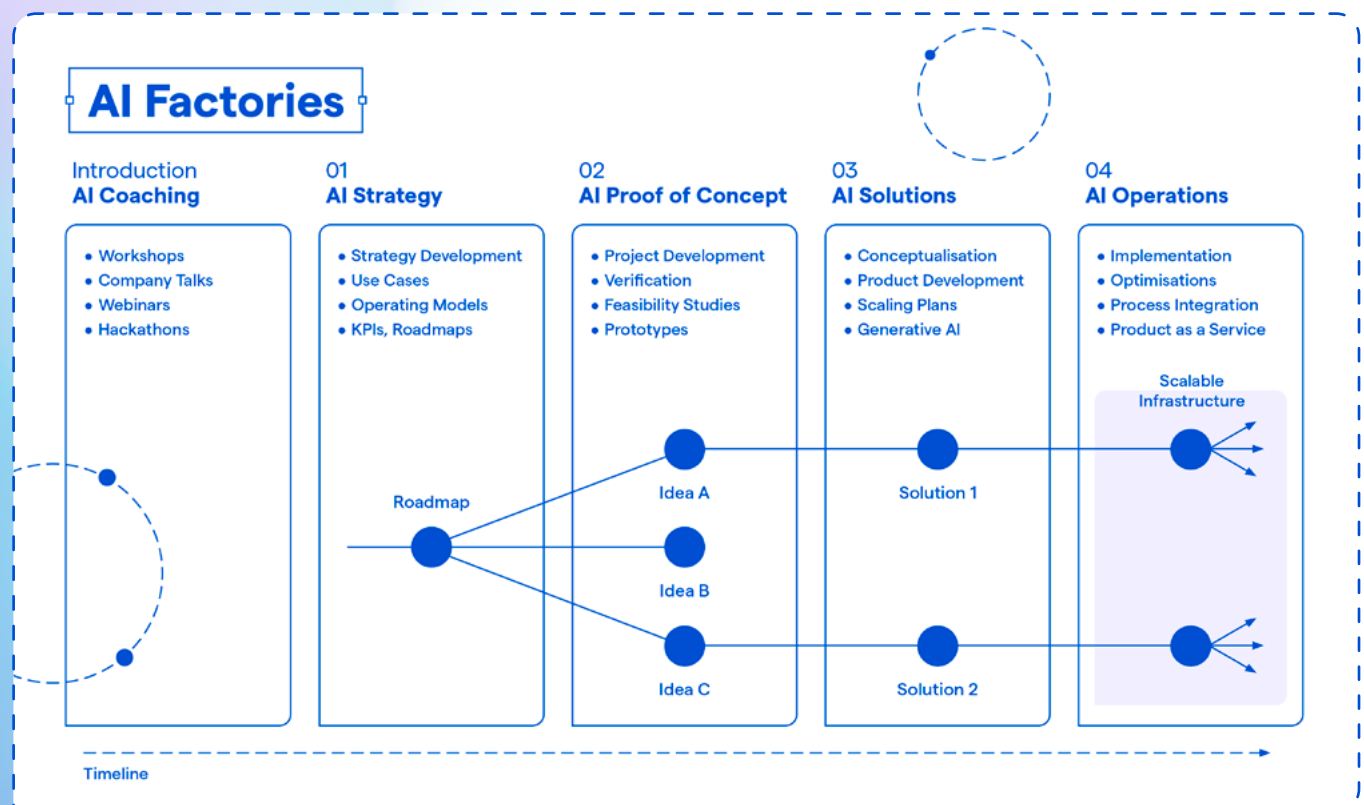 AI Factories
Introduction
AI Coaching
Workshops
Company Talks
Webinars
Hackathons
01
AI Strategy
Strategy Development
Use Cases
Operating Models
KPIs, Roadmaps
Roadmap
02
AI Proof of Concept
Project Development
Verification
Feasibility Studies
Prototypes
Idea A
Idea B
Idea C
03
AI Solutions
Conceptualisation
Product Development
Scaling Plans
Generative AI
Solution 1
Solution 2
04
AI Operations
Implementation
Optimisations
Process Integration
Product as a Service
Scalable
Infrastructure
Timeline